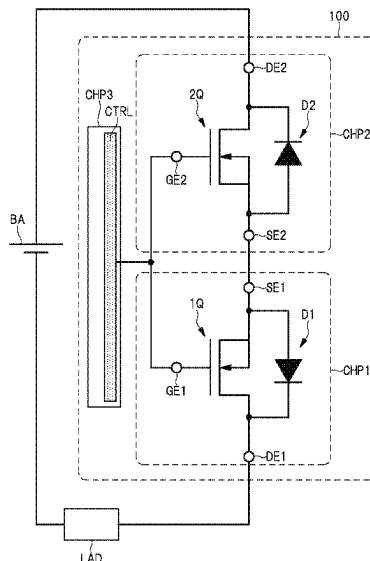 100
DE2
CHP3
CTRL
2Q
D2
CHP2
GE2
BA
SE2
SE1
1Q
D1
CHP1
GE1
DE1
LAD